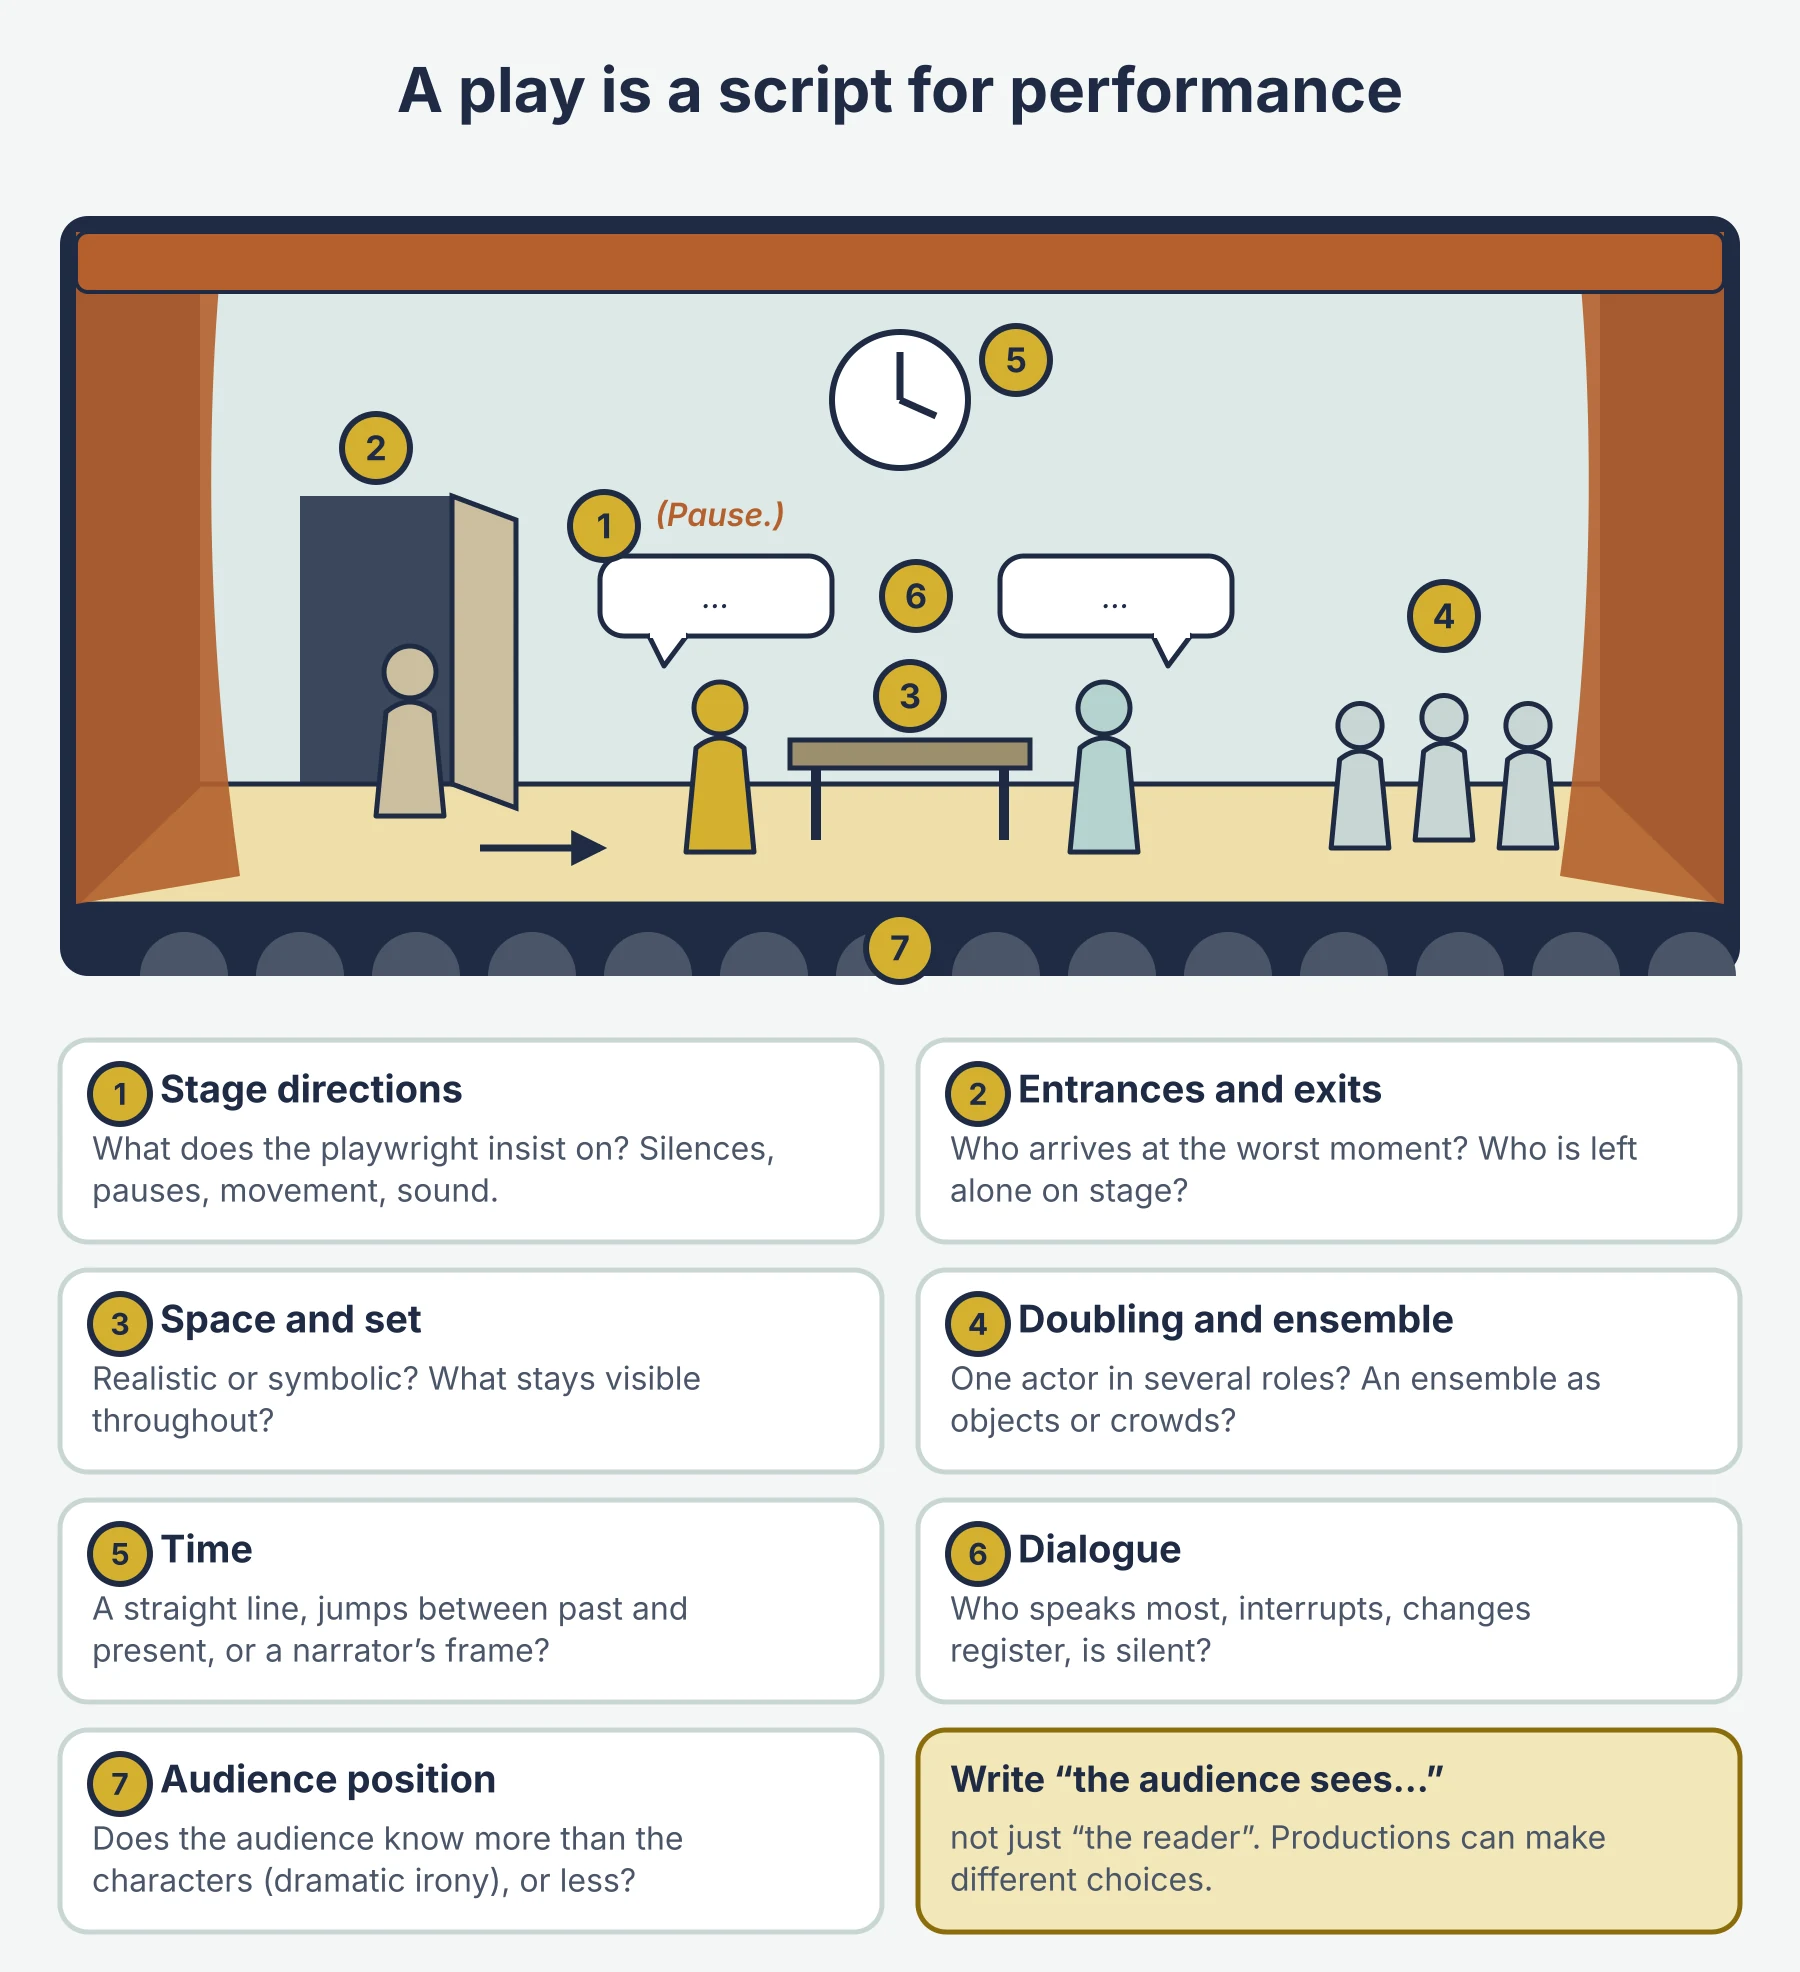 A play is a script for performance
5
2
1
(Pause.)
...
6
...
4
3
7
1 Stage directions
What does the playwright insist on? Silences,
pauses, movement, sound.
2 Entrances and exits
Who arrives at the worst moment? Who is left
alone on stage?
3 Space and set
Realistic or symbolic? What stays visible
throughout?
4 Doubling and ensemble
One actor in several roles? An ensemble as
objects or crowds?
5 Time
A straight line, jumps between past and
present, or a narrator’s frame?
6 Dialogue
Who speaks most, interrupts, changes
register, is silent?
7 Audience position
Does the audience know more than the
characters (dramatic irony), or less?
Write “the audience sees...”
not just “the reader”. Productions can make
different choices.